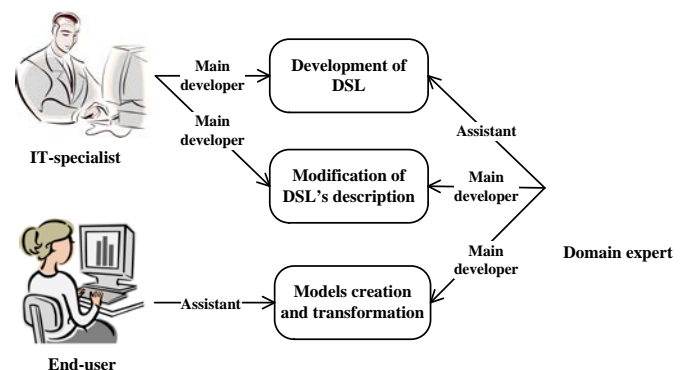 Main
developer
Development of
DSL
Main
developer
Assistant
IT-specialist
Modification of
DSL's description
Main
developer
Main
developer
Domain expert
Assistant
Models creation
and transformation
End-user